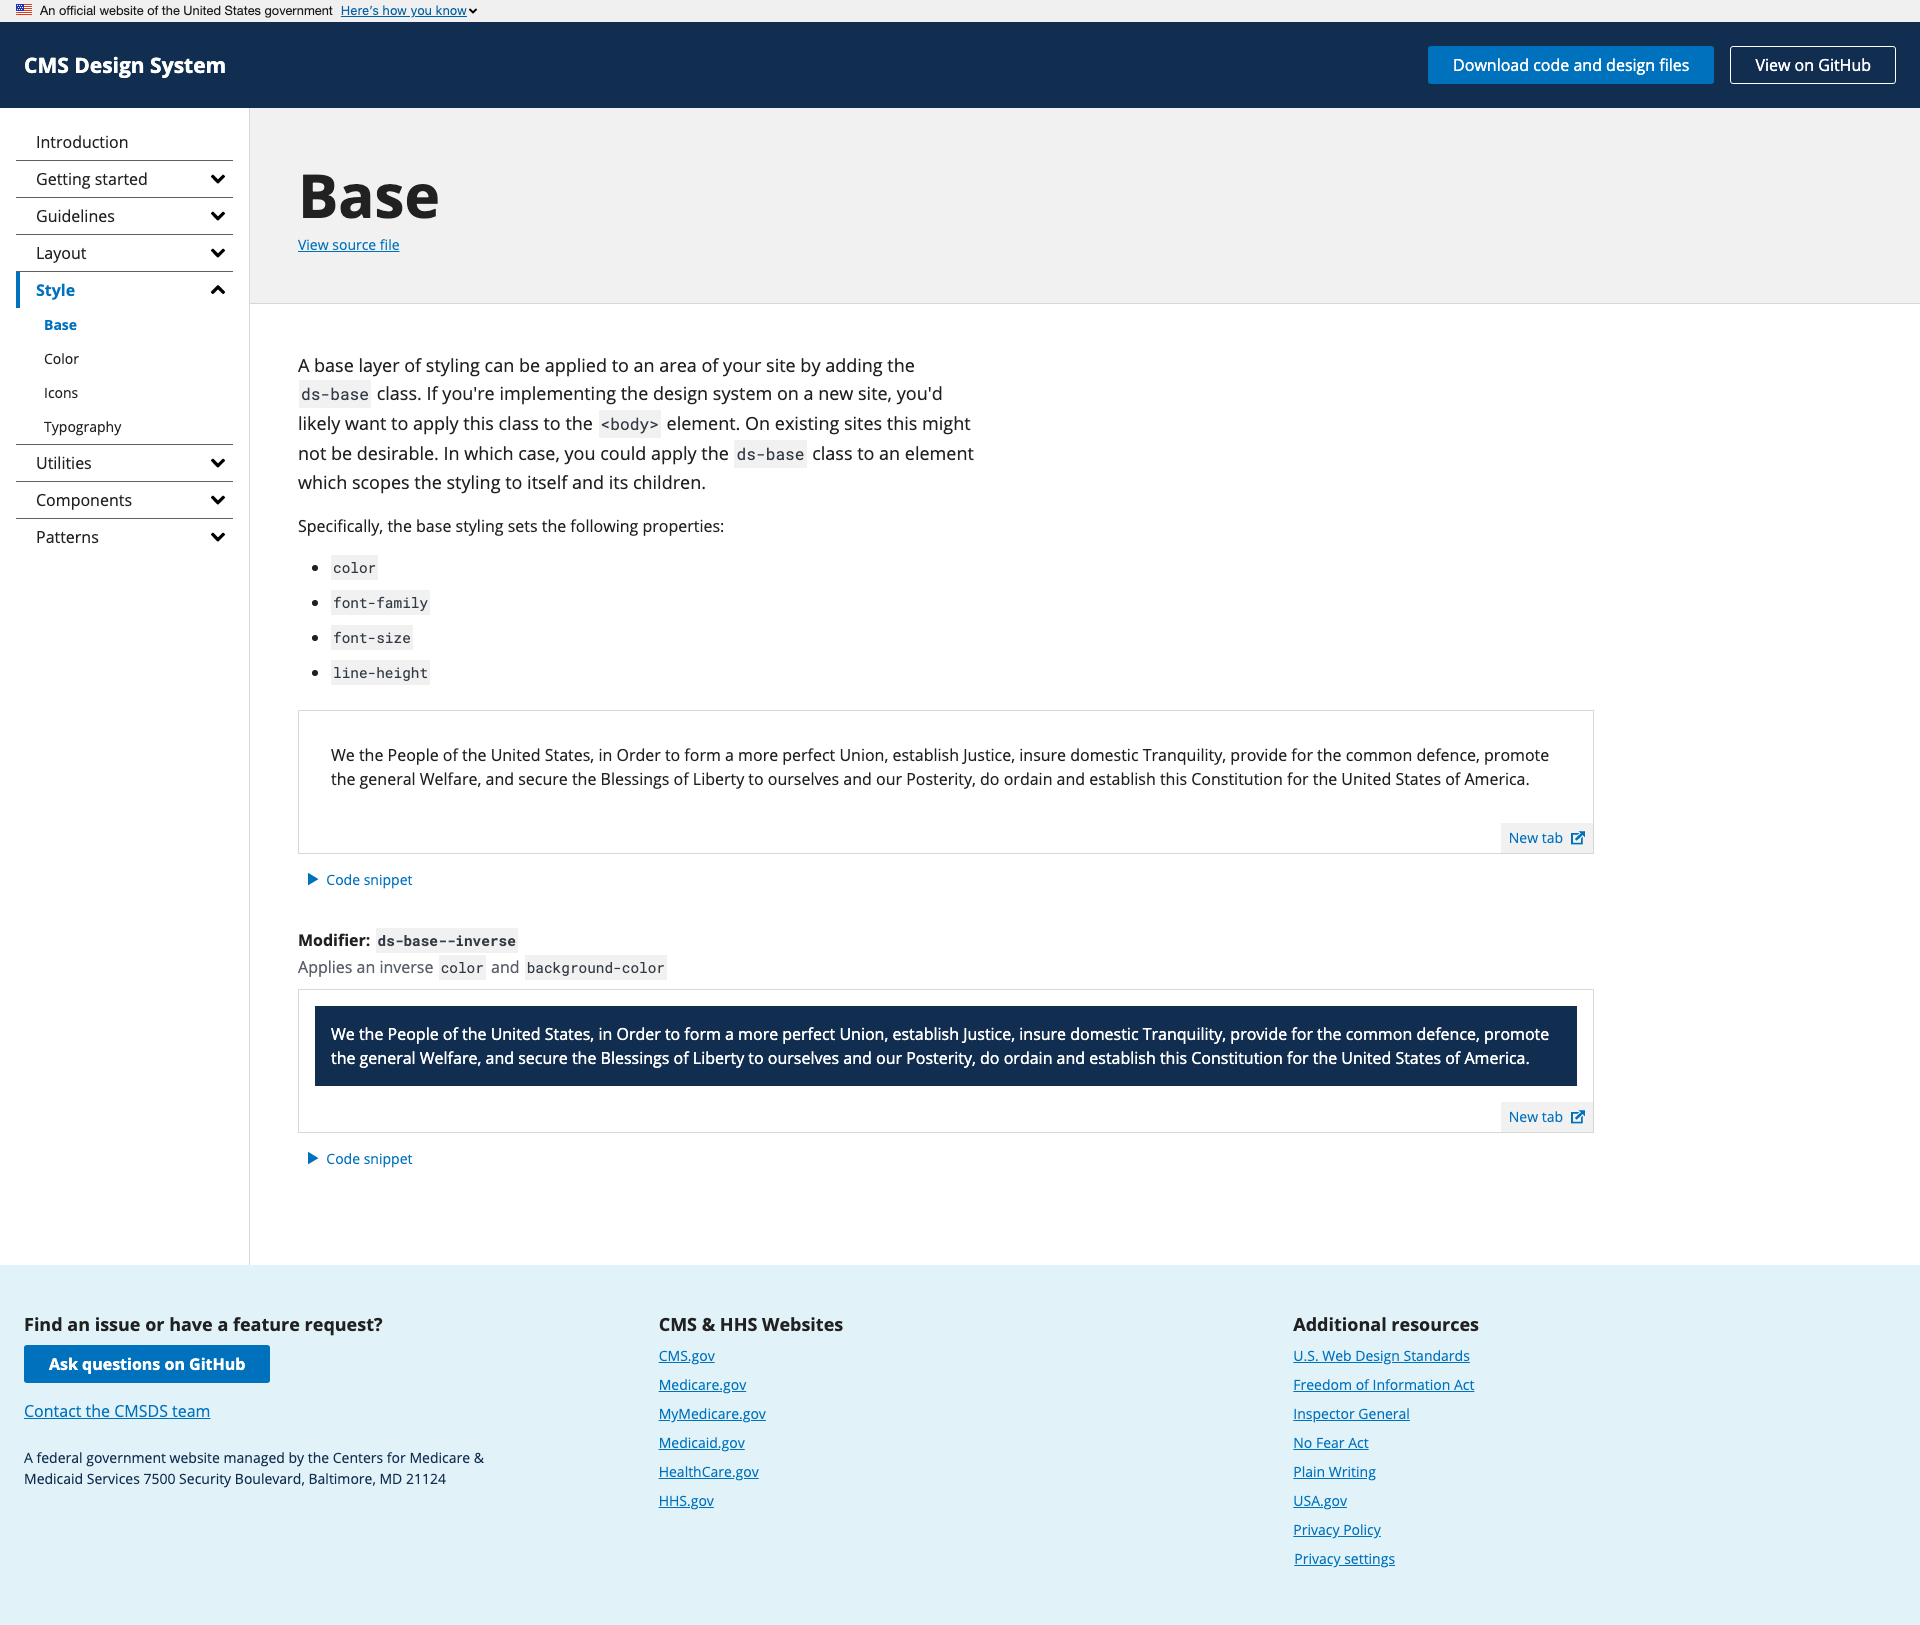 An official website of the United States government Here's how you know
CMS Design System
Download code and design files
View on GitHub
Introduction
Getting started
Guidelines
Layout
Style
Base
Color
Icons
Typography
Utilities
Components
Patterns
Base
View source file
A base layer of styling can be applied to an area of your site by adding the
ds-base class. If you're implementing the design system on a new site, you'd
likely want to apply this class to the <body> element. On existing sites this might
not be desirable. In which case, you could apply the ds-base class to an element
which scopes the styling to itself and its children.
Specifically, the base styling sets the following properties:
color
font-family
font-size
line-height
We the People of the United States, in Order to form a more perfect Union, establish Justice, insure domestic Tranquility, provide for the common defence, promote
the general Welfare, and secure the Blessings of Liberty to ourselves and our Posterity, do ordain and establish this Constitution for the United States of America.
New tab
Code snippet
Modifier: ds-base--inverse
Applies an inverse color and background-color
We the People of the United States, in Order to form a more perfect Union, establish Justice, insure domestic Tranquility, provide for the common defence, promote
the general Welfare, and secure the Blessings of Liberty to ourselves and our Posterity, do ordain and establish this Constitution for the United States of America.
New tab
Code snippet
Find an issue or have a feature request?
Ask questions on GitHub
Contact the CMSDS team
A federal government website managed by the Centers for Medicare &
Medicaid Services 7500 Security Boulevard, Baltimore, MD 21124
CMS & HHS Websites
CMS.gov
Medicare.gov
MyMedicare.gov
Medicaid.gov
HealthCare.gov
HHS.gov
Additional resources
U.S. Web Design Standards
Freedom of Information Act
Inspector General
No Fear Act
Plain Writing
USA.gov
Privacy Policy
Privacy settings